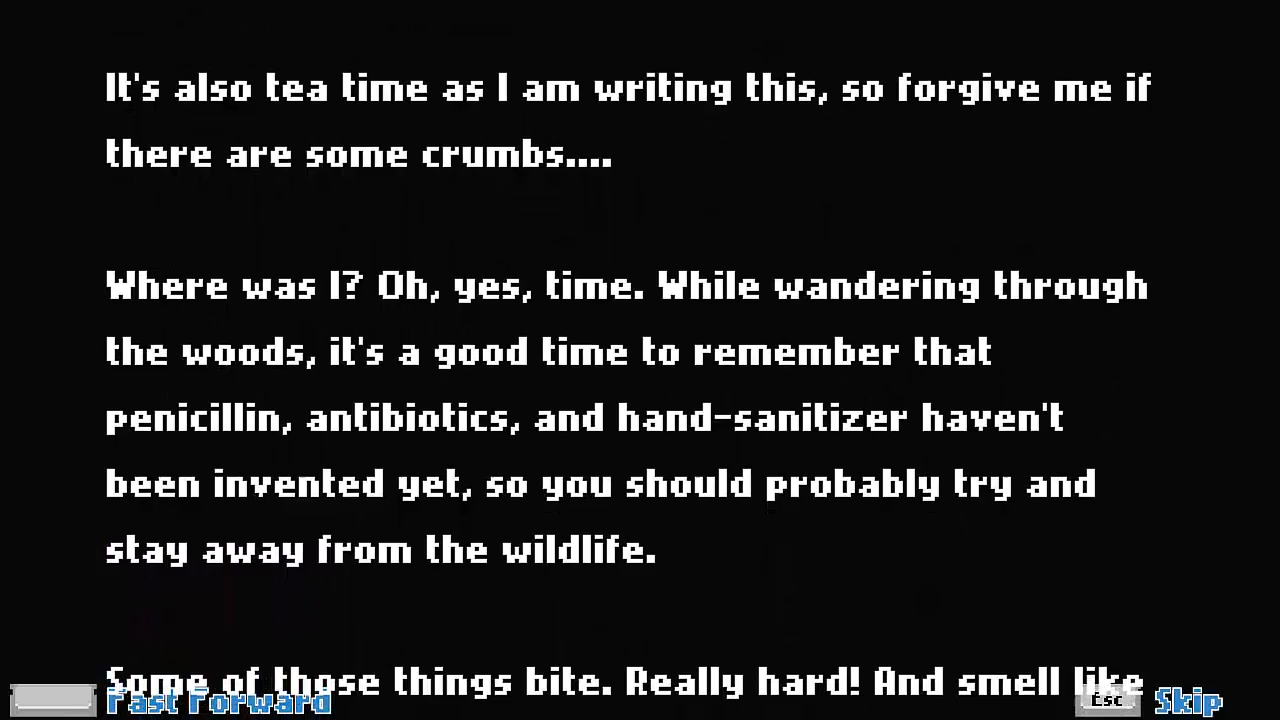 It's also tea time as I am writing this, so forgive me if
there are some crumbs....
Where was I? Oh, yes, time. While wandering through
the woods, it's a good time to remember that
penicillin, antibiotics, and hand-sanitizer haven't
been invented yet, so you should probably try and
stay away from the wildlife.
Some of those things bite. Really hard! And smell like
Fast Forward
Esc Skip